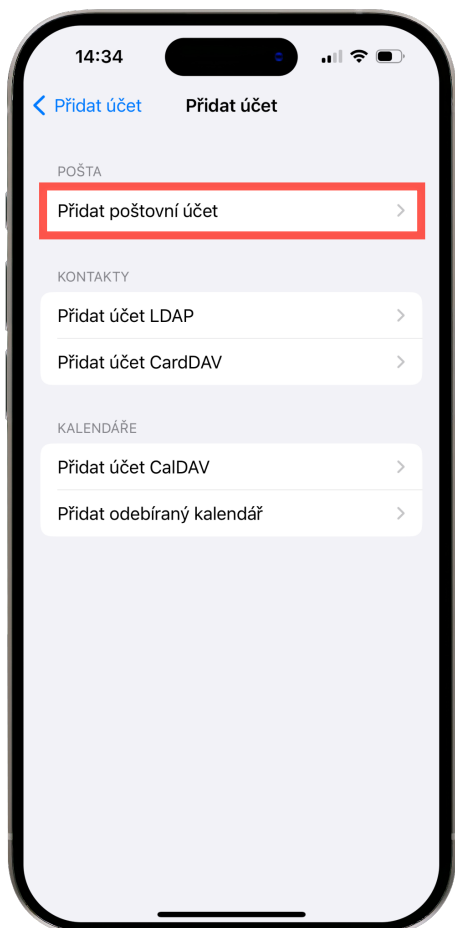 14:34
Přidat účet Přidat účet
POŠTA
Přidat poštovní účet
KONTAKTY
Přidat účet LDAP
Přidat účet CardDAV
KALENDÁŘE
Přidat účet CalDAV
Přidat odebíraný kalendář